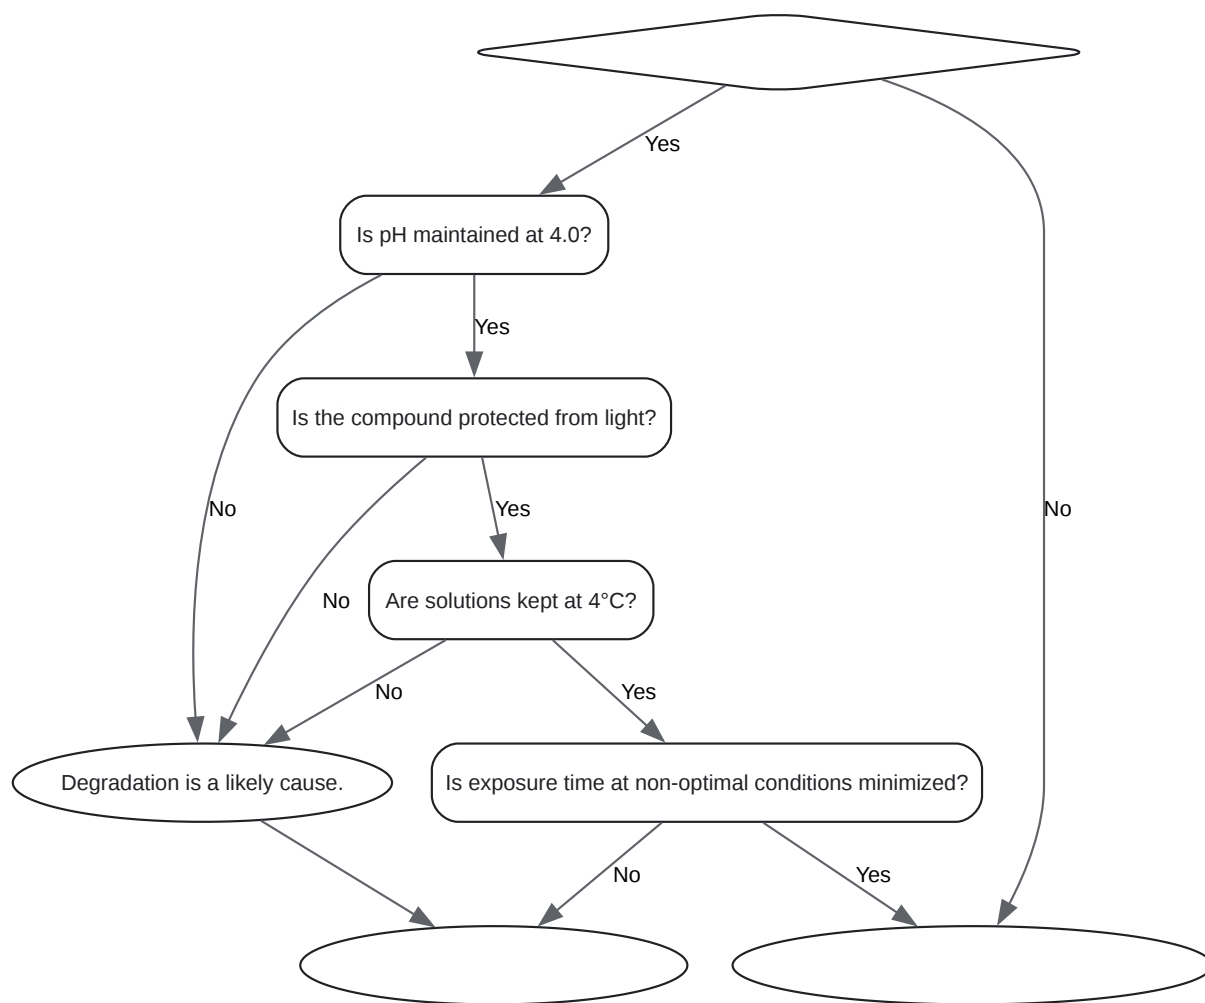 Yes
Is pH maintained at 4.0?
Yes
Is the compound protected from light?
No
Yes
No
No
Are solutions kept at 4°C?
No
Yes
Degradation is a likely cause.
Is exposure time at non-optimal conditions minimized?
No
Yes